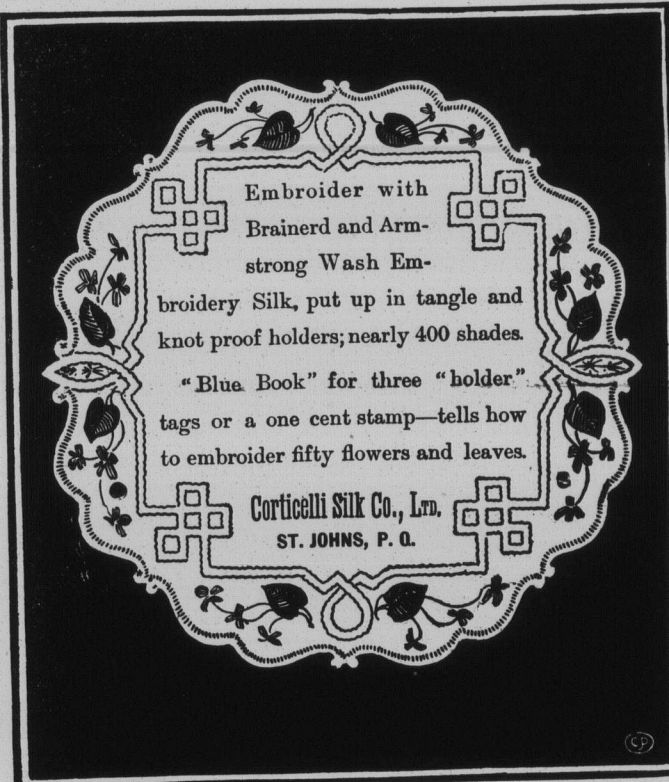 Embroider with
Brainerd and Arm-
strong Wash Em-
broidery Silk, put up in tangle and
knot proof holders; nearly 400 shades.
"Blue Book" for three "holder"
tags or a one cent stamp—tells how
to embroider fifty flowers and leaves.
Corticelli Silk Co., Ltd.
ST. JOHNS, P. Q.
CP